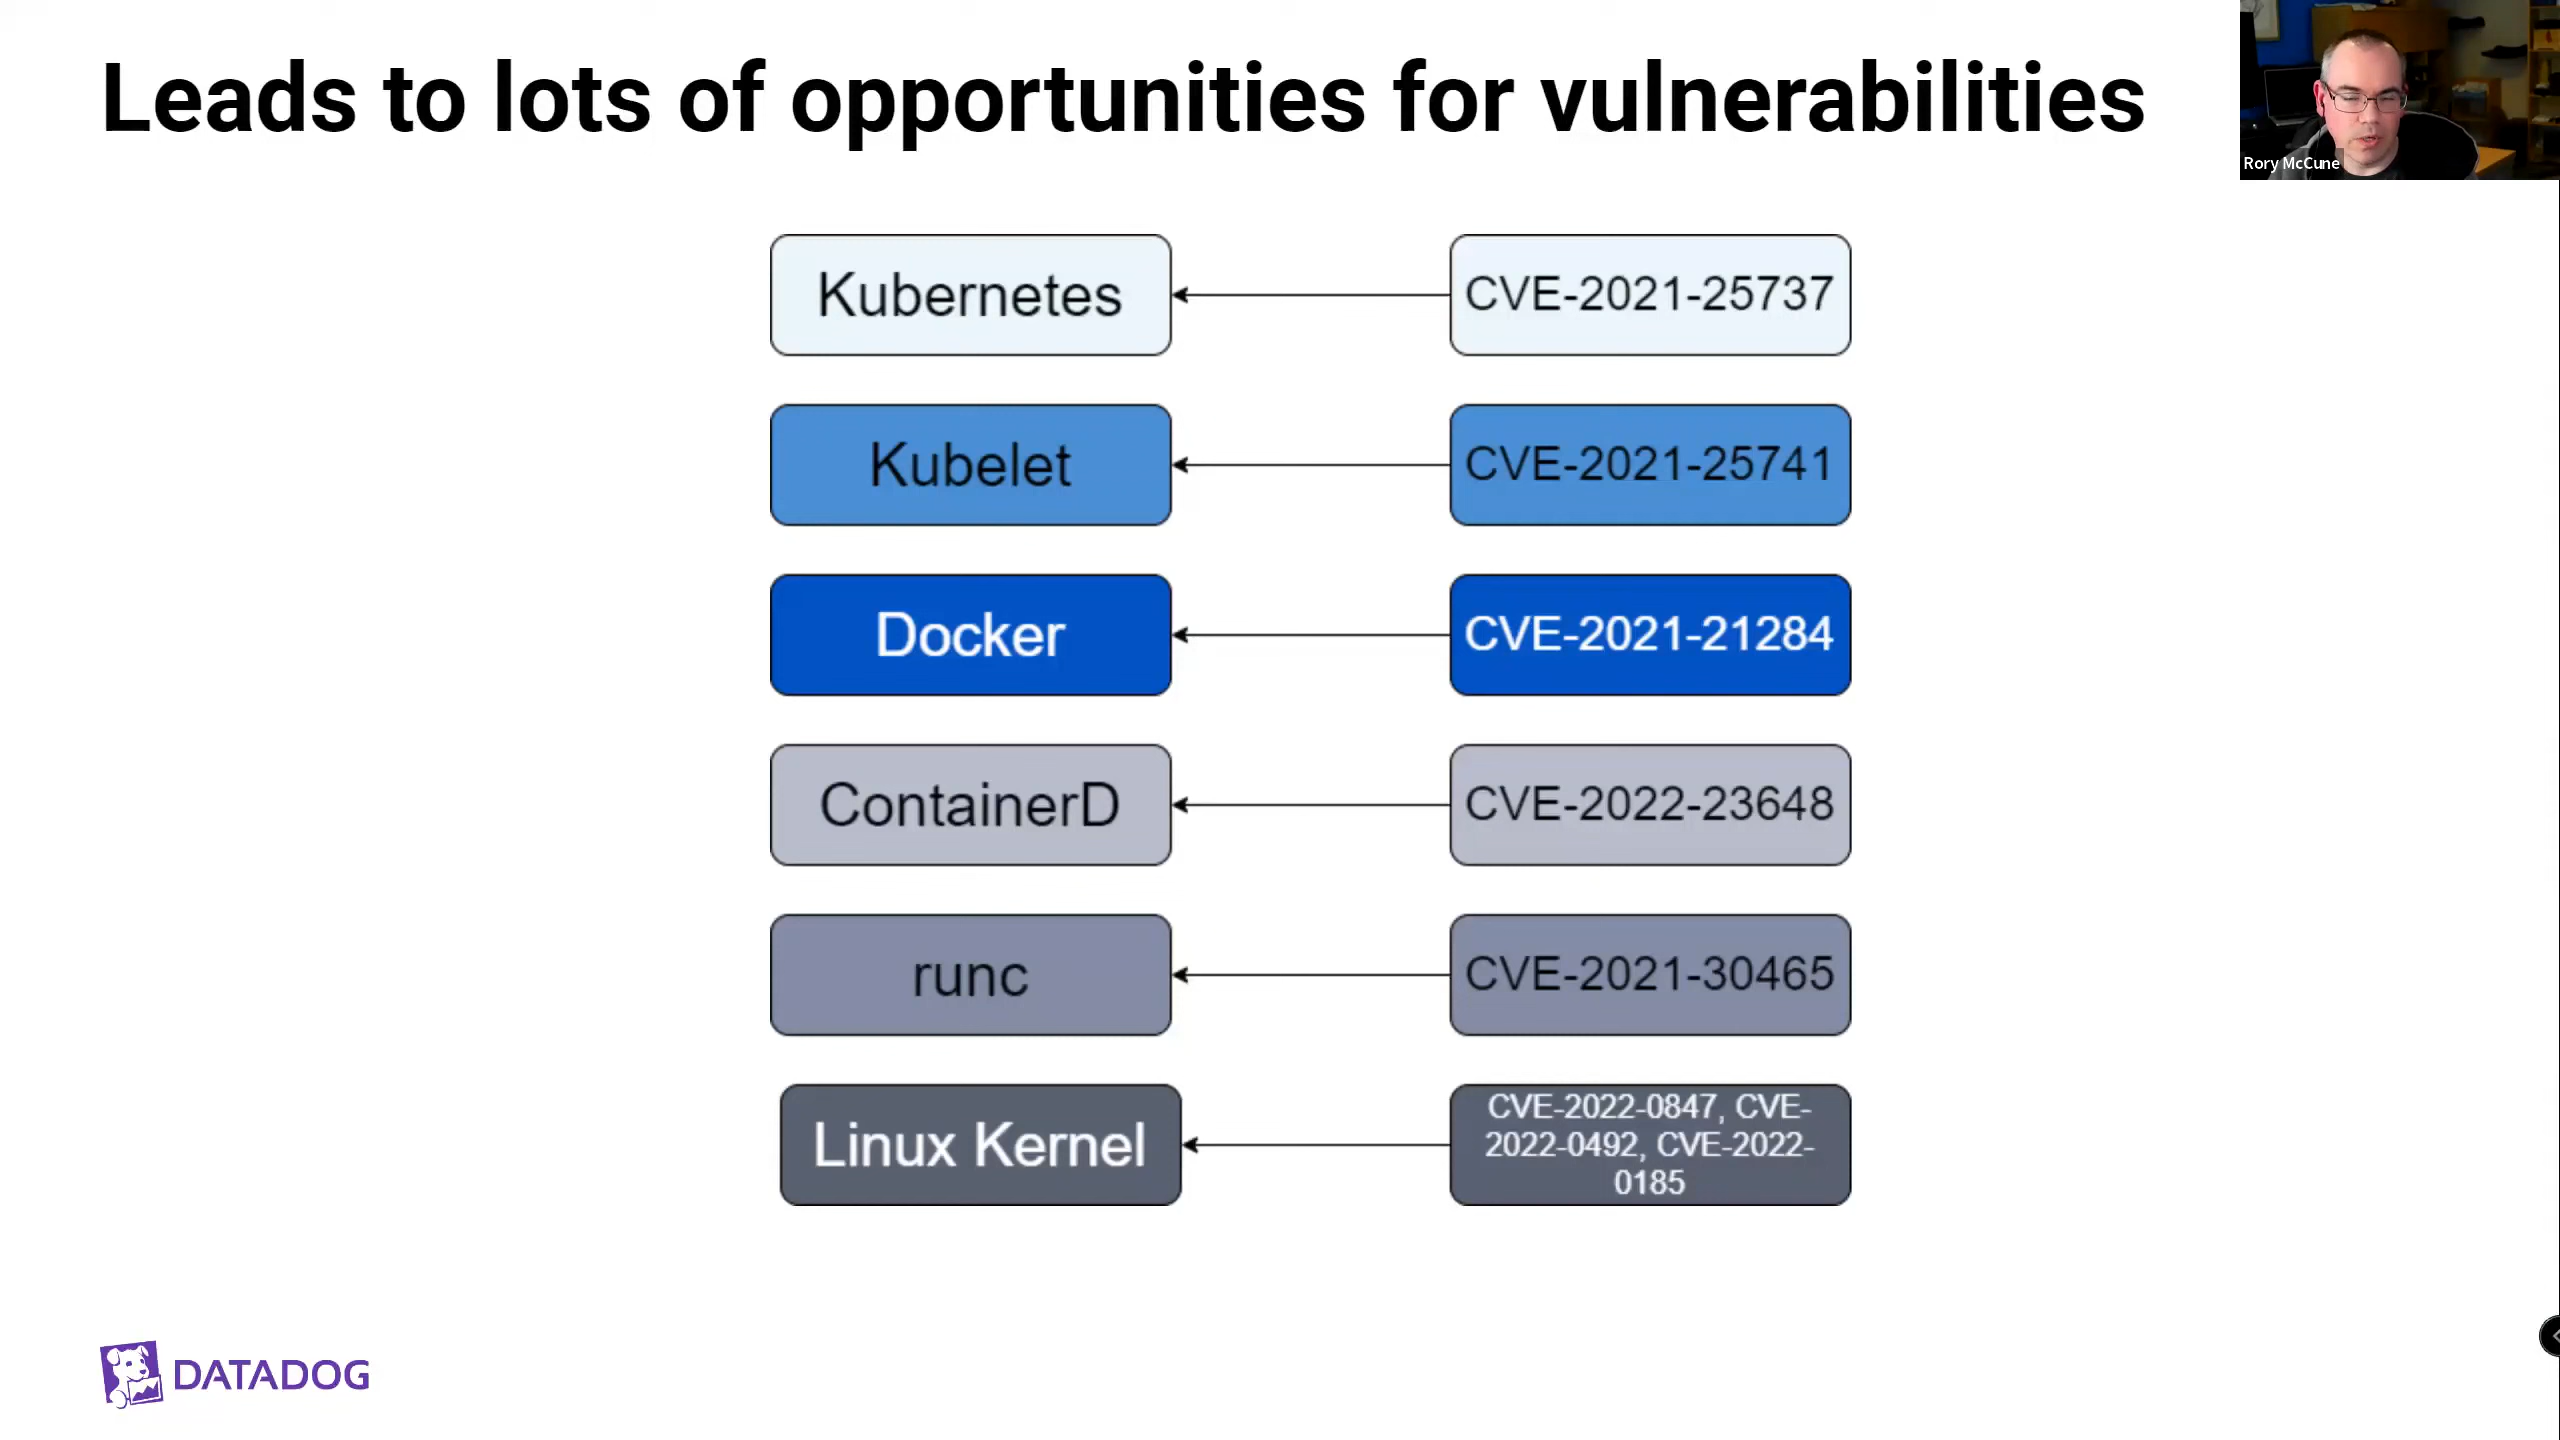 Leads to lots of opportunities for vulnerabilities
Rory McCune
Kubernetes
CVE-2021-25737
Kubelet
CVE-2021-25741
Docker
CVE-2021-21284
ContainerD
CVE-2022-23648
runc
CVE-2021-30465
Linux Kernel
CVE-2022-0847, CVE-
2022-0492, CVE-2022-
0185
DATADOG